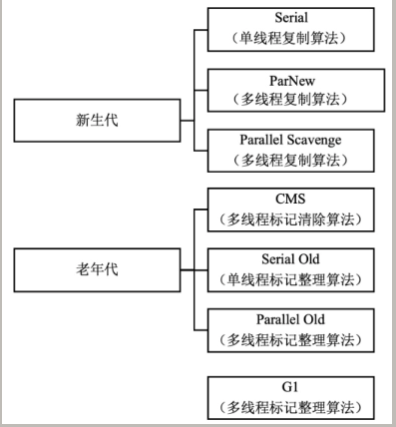 Serial
（单线程复制算法）
ParNew
（多线程复制算法）
新生代
Parallel Scavenge
（多线程复制算法）
CMS
（多线程标记清除算法）
老年代
Serial Old
（单线程标记整理算法）
Parallel Old
（多线程标记整理算法）
G1
（多线程标记整理算法）